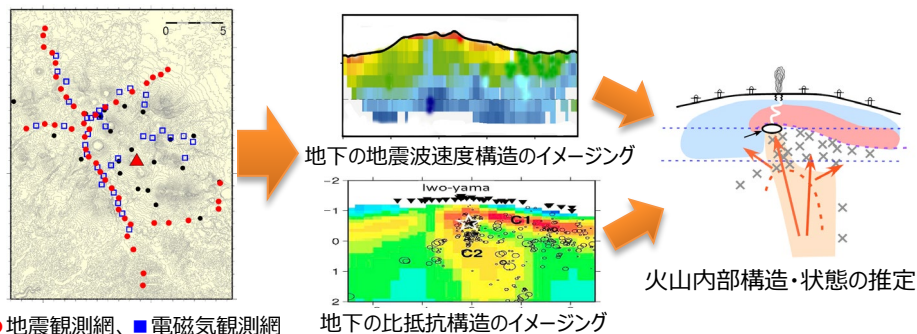 0 5
地下の地震波速度構造のイメージング
Iwo-yama
-2
-1
0
1
2
C1
C2
地下の比抵抗構造のイメージング
火山内部構造・状態の推定
●地震観測網、■電磁気観測網